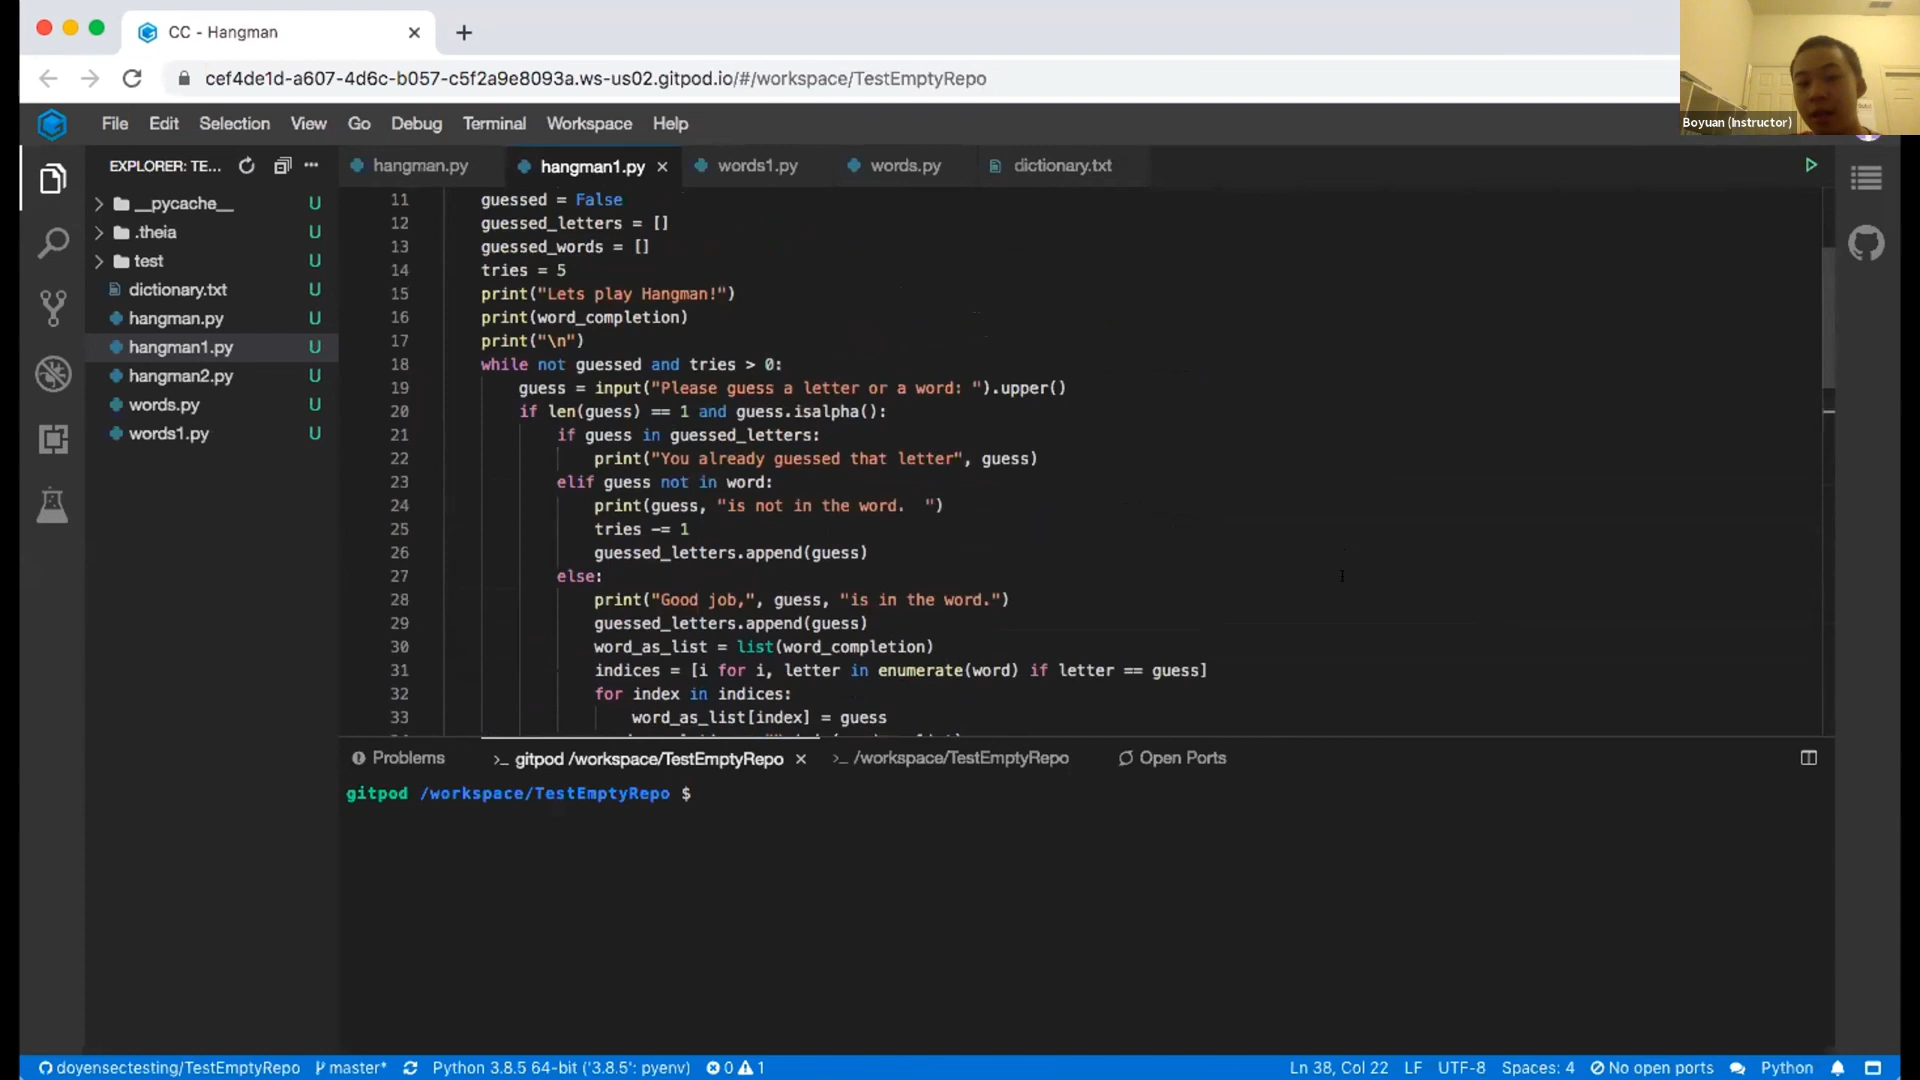 CC - Hangman
cef4de1d-a607-4d6c-b057-c5f2a9e8093a.ws-us02.gitpod.io/#/workspace/TestEmptyRepo
Boyuan (Instructor)
File Edit Selection View Go Debug Terminal Workspace Help
EXPLORER: TE...
hangman.py hangman1.py words1.py words.py dictionary.txt
__pycache__ U
.theia U
test U
dictionary.txt U
hangman.py U
hangman1.py U
hangman2.py U
words.py U
words1.py U
11 guessed = False
12 guessed_letters = []
13 guessed_words = []
14 tries = 5
15 print("Lets play Hangman!")
16 print(word_completion)
17 print("\n")
18 while not guessed and tries > 0:
19 guess = input("Please guess a letter or a word: ").upper()
20 if len(guess) == 1 and guess.isalpha():
21 if guess in guessed_letters:
22 print("You already guessed that letter", guess)
23 elif guess not in word:
24 print(guess, "is not in the word.  ")
25 tries -= 1
26 guessed_letters.append(guess)
27 else:
28 print("Good job,", guess, "is in the word.")
29 guessed_letters.append(guess)
30 word_as_list = list(word_completion)
31 indices = [i for i, letter in enumerate(word) if letter == guess]
32 for index in indices:
33 word_as_list[index] = guess
Problems >_ gitpod /workspace/TestEmptyRepo >_ /workspace/TestEmptyRepo Open Ports
gitpod /workspace/TestEmptyRepo $
doyensectesting/TestEmptyRepo master* Python 3.8.5 64-bit ('3.8.5': pyenv) 0 1 Ln 38, Col 22 LF UTF-8 Spaces: 4 No open ports Python